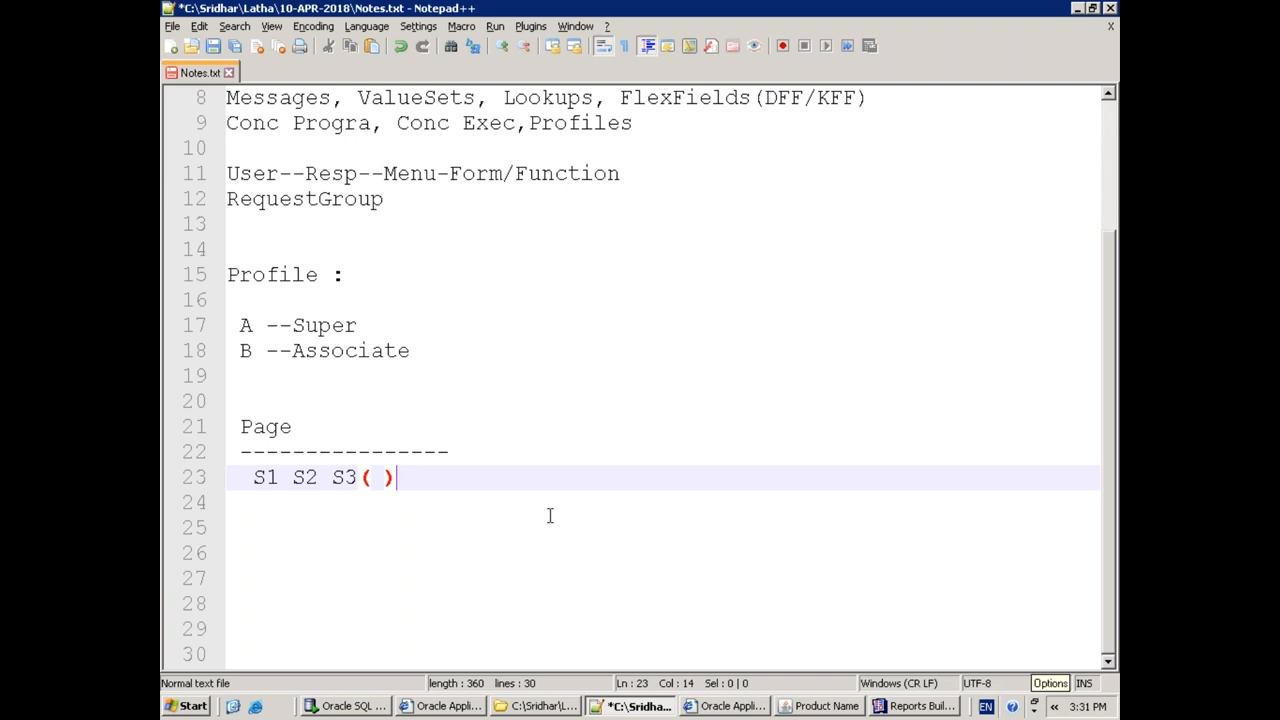 *C:\Sridhar\Latha\10-APR-2018\Notes.txt - Notepad++
File Edit Search View Encoding Language Settings Macro Run Plugins Window ? X
Notes.txt
8 Messages, ValueSets, Lookups, FlexFields(DFF/KFF)
9 Conc Progra, Conc Exec,Profiles
10
11 User--Resp--Menu-Form/Function
12 RequestGroup
13
14
15 Profile :
16
17 A --Super
18 B --Associate
19
20
21 Page
22 ----------------
23 S1 S2 S3( )
24
25
26
27
28
29
30
Normal text file length : 360 lines : 30 Ln : 23 Col : 14 Sel : 0 | 0 Windows (CR LF) UTF-8 Options INS
Start Oracle SQL ... Oracle Appli... C:\Sridhar\L... *C:\Sridha... Oracle Appli... Product Name Reports Buil... EN « 3:31 PM